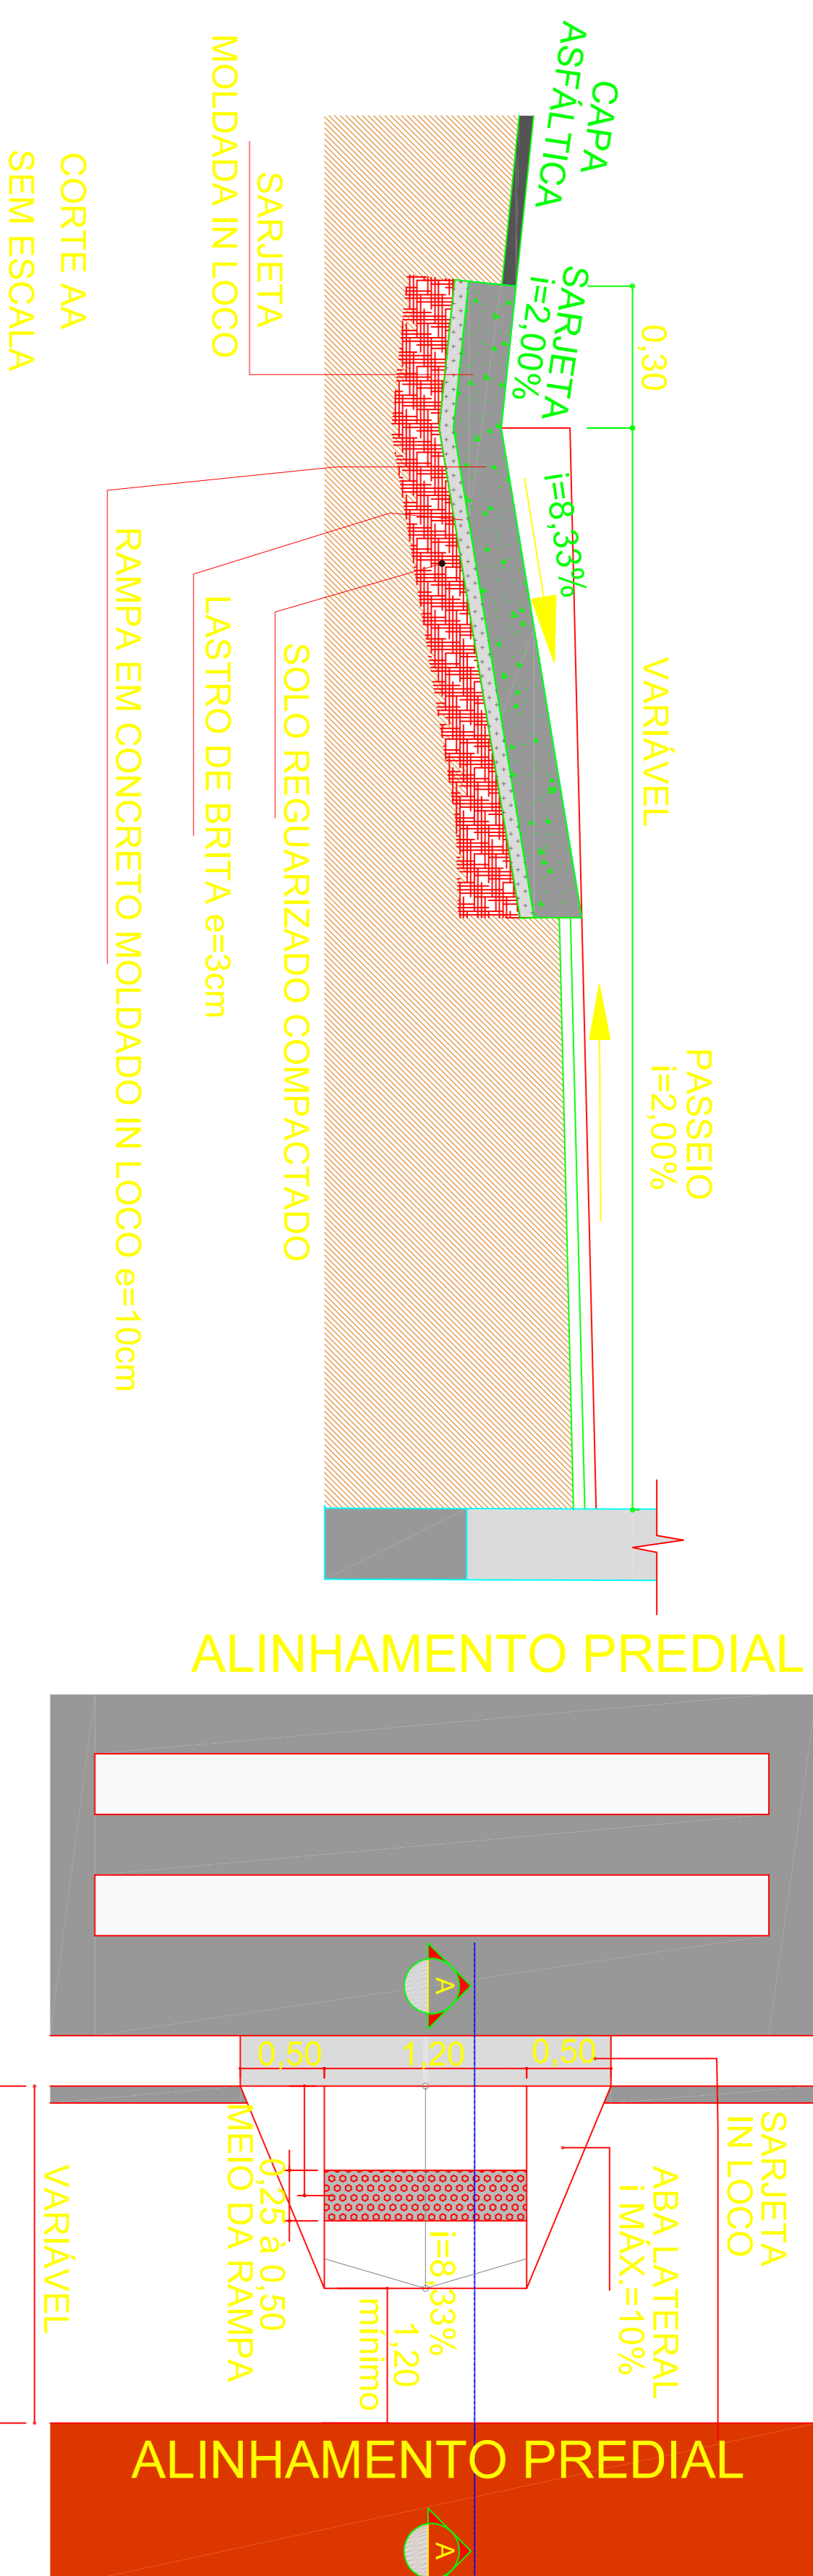 CAPA
ASFÁLTICA
SARJETA
i=2,00%
0,30
i=8,33%
VARIÁVEL
PASSEIO
i=2,00%
SARJETA
MOLDADA IN LOCO
SOLO REGUARIZADO COMPACTADO
LASTRO DE BRITA e=3cm
RAMPA EM CONCRETO MOLDADO IN LOCO e=10cm
CORTE AA
SEM ESCALA
ALINHAMENTO PREDIAL
A
0,50
1,20
0,50
SARJETA
IN LOCO
ABA LATERAL
i MÁX.=10%
i=8,33%
1,20
mínimo
0,25 à 0,50
MEIO DA RAMPA
VARIÁVEL
ALINHAMENTO PREDIAL
A